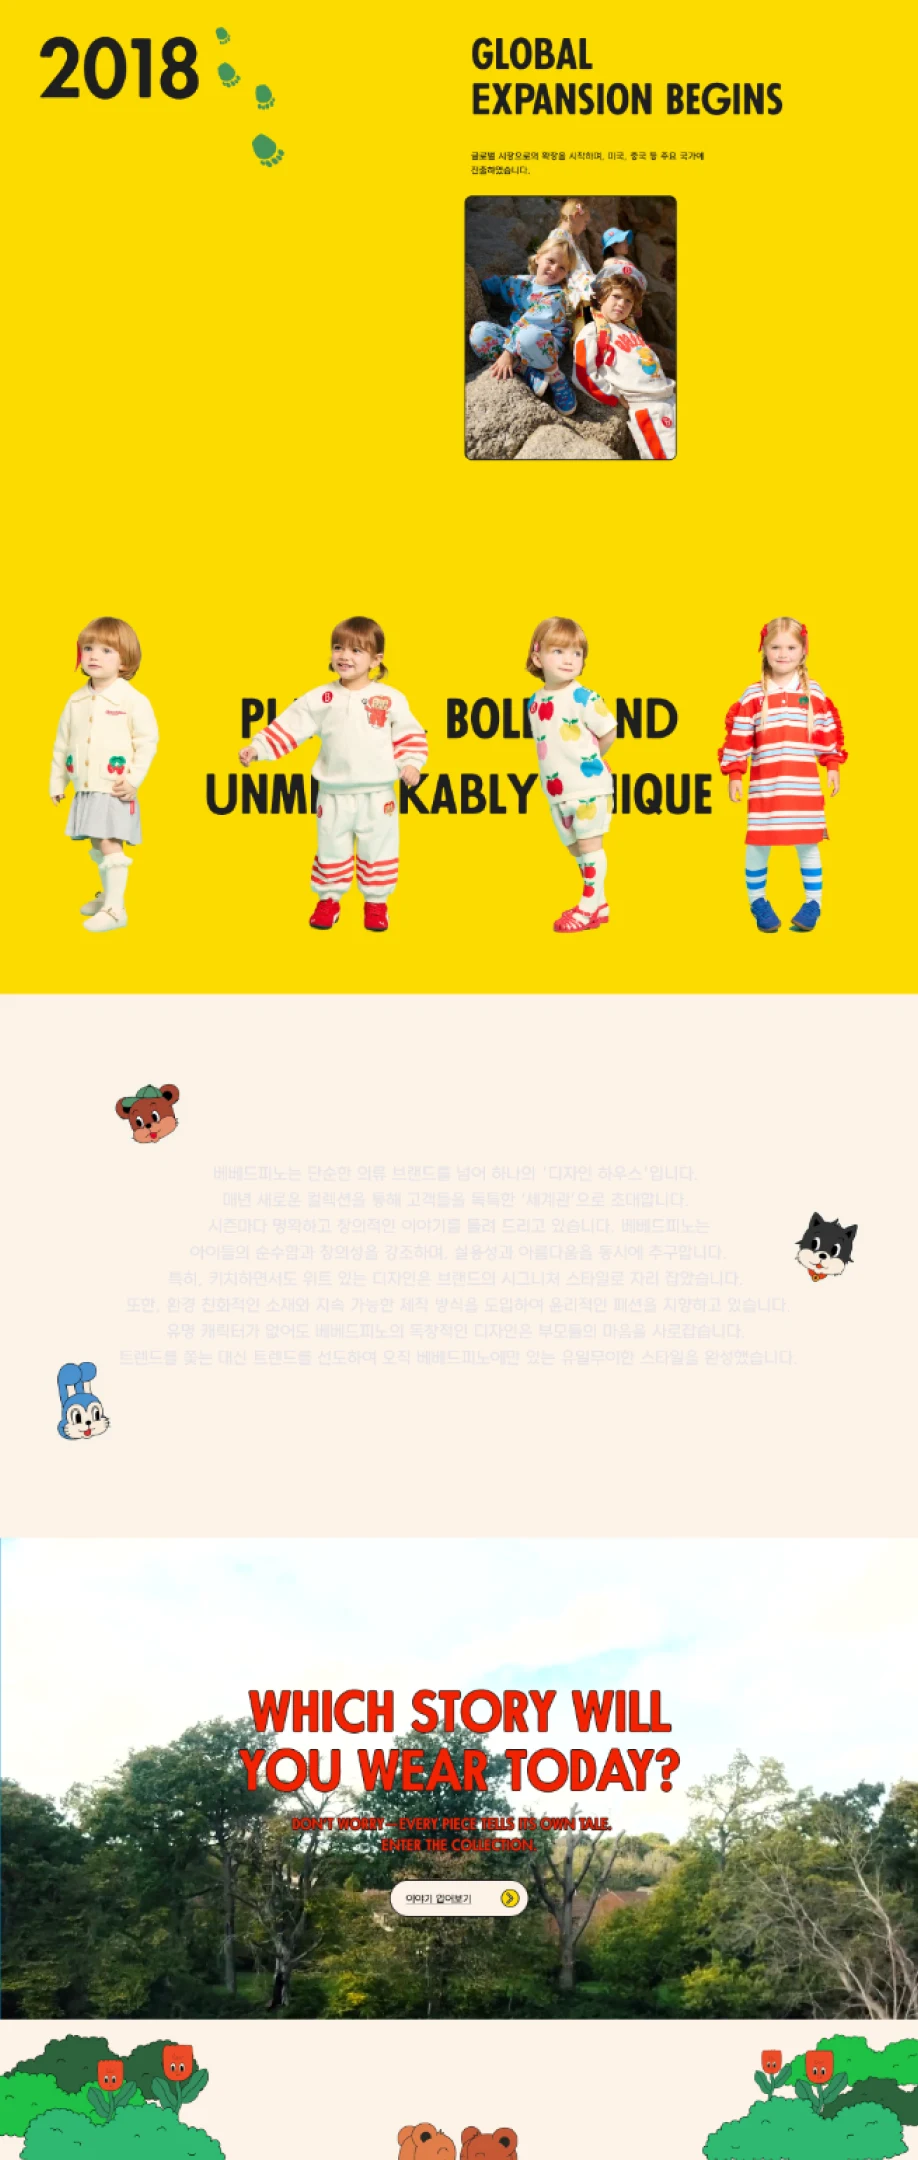 2018
GLOBAL
EXPANSION BEGINS
글로벌 시장으로의 확장을 시작하며, 미국, 중국 등 주요 국가에
진출하였습니다.
BOL ND
UNM KABLY IQUE
베베드피노는 단순한 의류 브랜드를 넘어 하나의 '디자인 하우스'입니다.
매년 새로운 컬렉션을 통해 고객들을 독특한 '세계관'으로 초대합니다.
시즌마다 명확하고 창의적인 이야기를 들려 드리고 있습니다. 베베드피노는
아이들의 순수함과 창의성을 강조하며, 실용성과 아름다움을 동시에 추구합니다.
특히, 키치하면서도 위트 있는 디자인은 브랜드의 시그니처 스타일로 자리 잡았습니다.
또한, 환경 친화적인 소재와 지속 가능한 제작 방식을 도입하여 윤리적인 패션을 지향하고 있습니다.
유명 캐릭터가 없어도 베베드피노의 독창적인 디자인은 부모들의 마음을 사로잡습니다.
트렌드를 쫓는 대신 트렌드를 선도하며 오직 베베드피노에만 있는 유일무이한 스타일을 완성했습니다.
WHICH STORY WILL
YOU WEAR TODAY?
DON'T WORRY—EVERY PIECE TELLS ITS OWN TALE.
ENTER THE COLLECTION.
이야기 입어보기